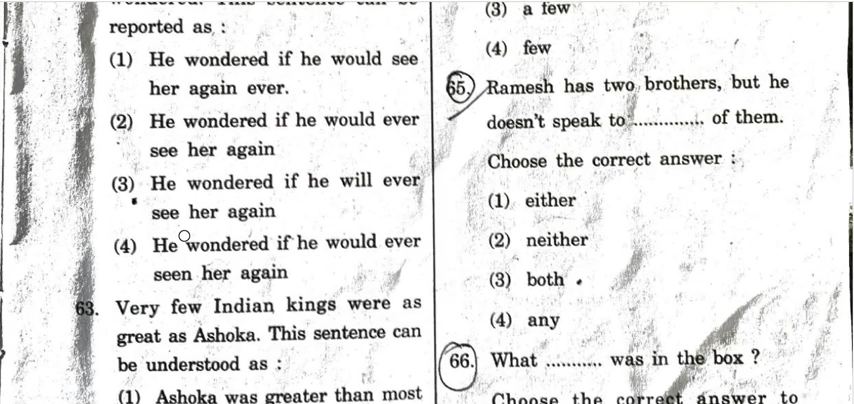 reported as :
(1) He wondered if he would see
her again ever.
(2) He wondered if he would ever
see her again
(3) He wondered if he will ever
see her again
(4) He wondered if he would ever
seen her again
63. Very few Indian kings were as
great as Ashoka. This sentence can
be understood as :
(1) Ashoka was greater than most
(3) a few
(4) few
65. Ramesh has two brothers, but he
doesn't speak to .............. of them.
Choose the correct answer :
(1) either
(2) neither
(3) both
(4) any
66. What ........... was in the box ?
Choose the correct answer to